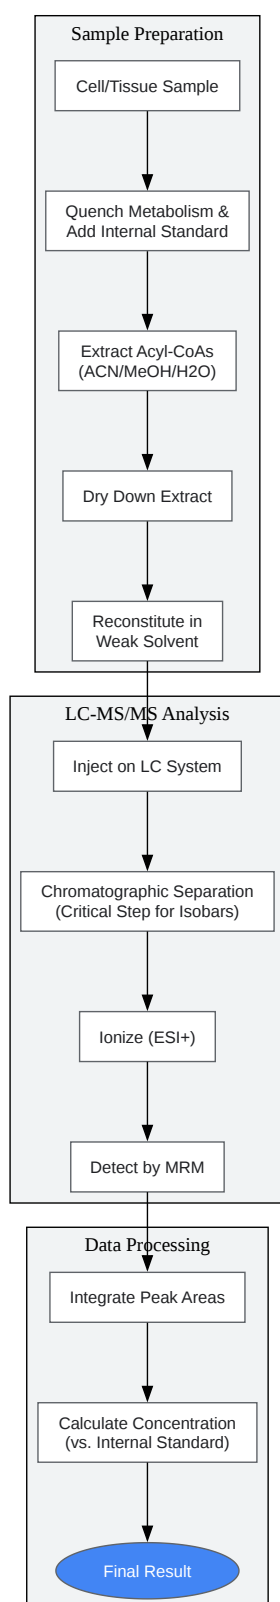 Sample Preparation
Cell/Tissue Sample
Quench Metabolism &
Add Internal Standard
Extract Acyl-CoAs
(ACN/MeOH/H2O)
Dry Down Extract
Reconstitute in
Weak Solvent
LC-MS/MS Analysis
Inject on LC System
Chromatographic Separation
(Critical Step for Isobars)
Ionize (ESI+)
Detect by MRM
Data Processing
Integrate Peak Areas
Calculate Concentration
(vs. Internal Standard)
Final Result